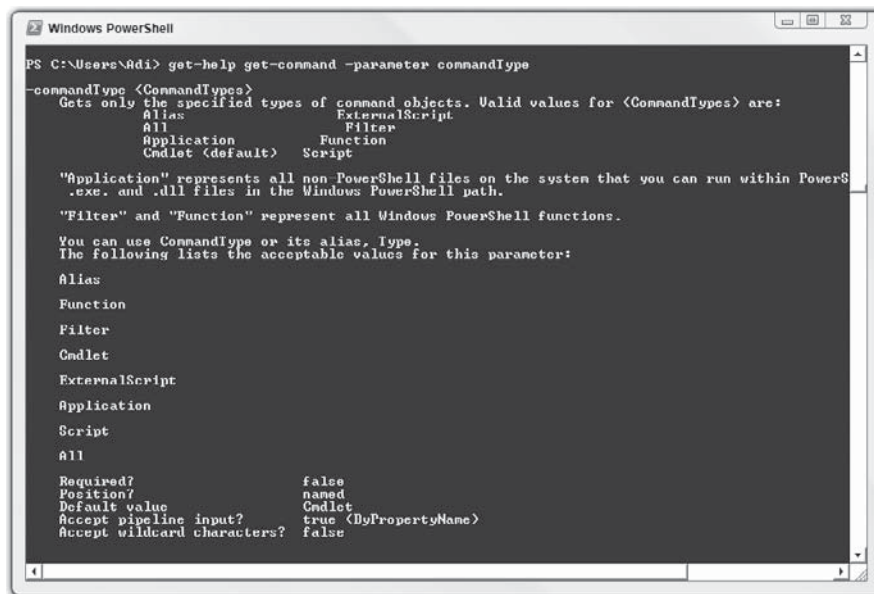 Windows PowerShell
PS C:\Users\Adi> get-help get-command -parameter commandType
-commandType <CommandTypes>
Gets only the specified types of command objects. Valid values for <CommandTypes> are:
Alias ExternalScript
All Filter
Application Function
Cmdlet (default) Script
"Application" represents all non-PowerShell files on the system that you can run within PowerS
.exe. and .dll files in the Windows PowerShell path.
"Filter" and "Function" represent all Windows PowerShell functions.
You can use CommandType or its alias, Type.
The following lists the acceptable values for this parameter:
Alias
Function
Filter
Cmdlet
ExternalScript
Application
Script
All
Required? false
Position? named
Default value Cmdlet
Accept pipeline input? true (ByPropertyName)
Accept wildcard characters? false